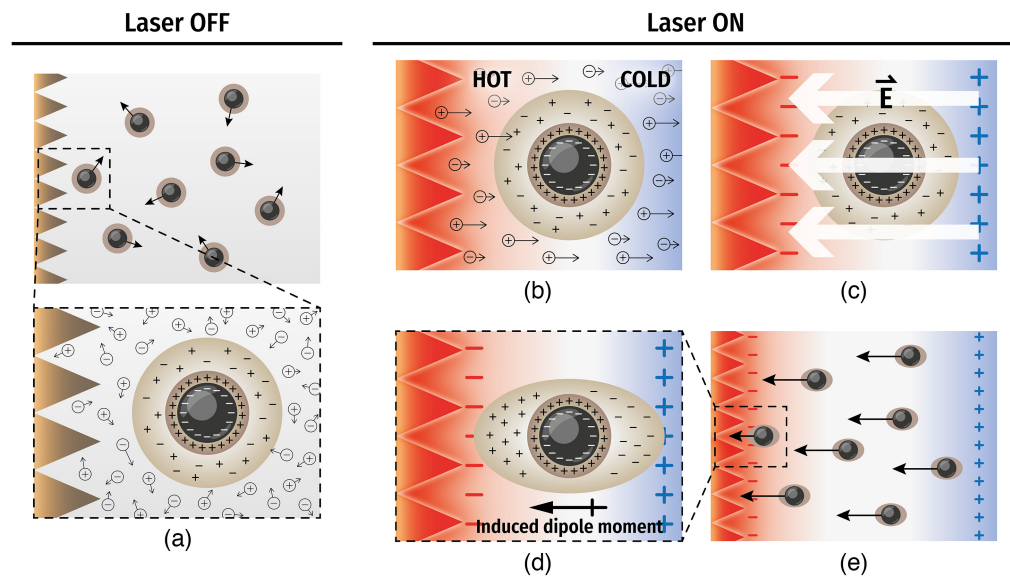 Laser OFF
Laser ON
HOT
COLD
E
(a)
(b)
(c)
Induced dipole moment
(d)
(e)